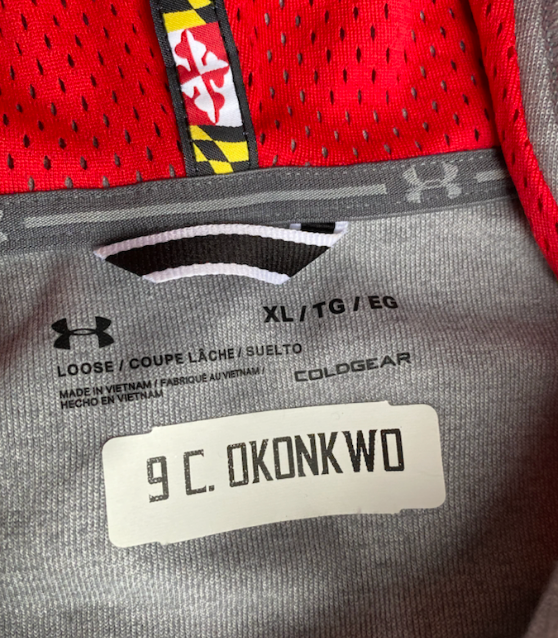 XL / TG / EG
LOOSE / COUPE LÂCHE / SUELTO
MADE IN VIETNAM / FABRIQUÉ AU VIETNAM /
HECHO EN VIETNAM
COLDGEAR
9 C. OKONKWO